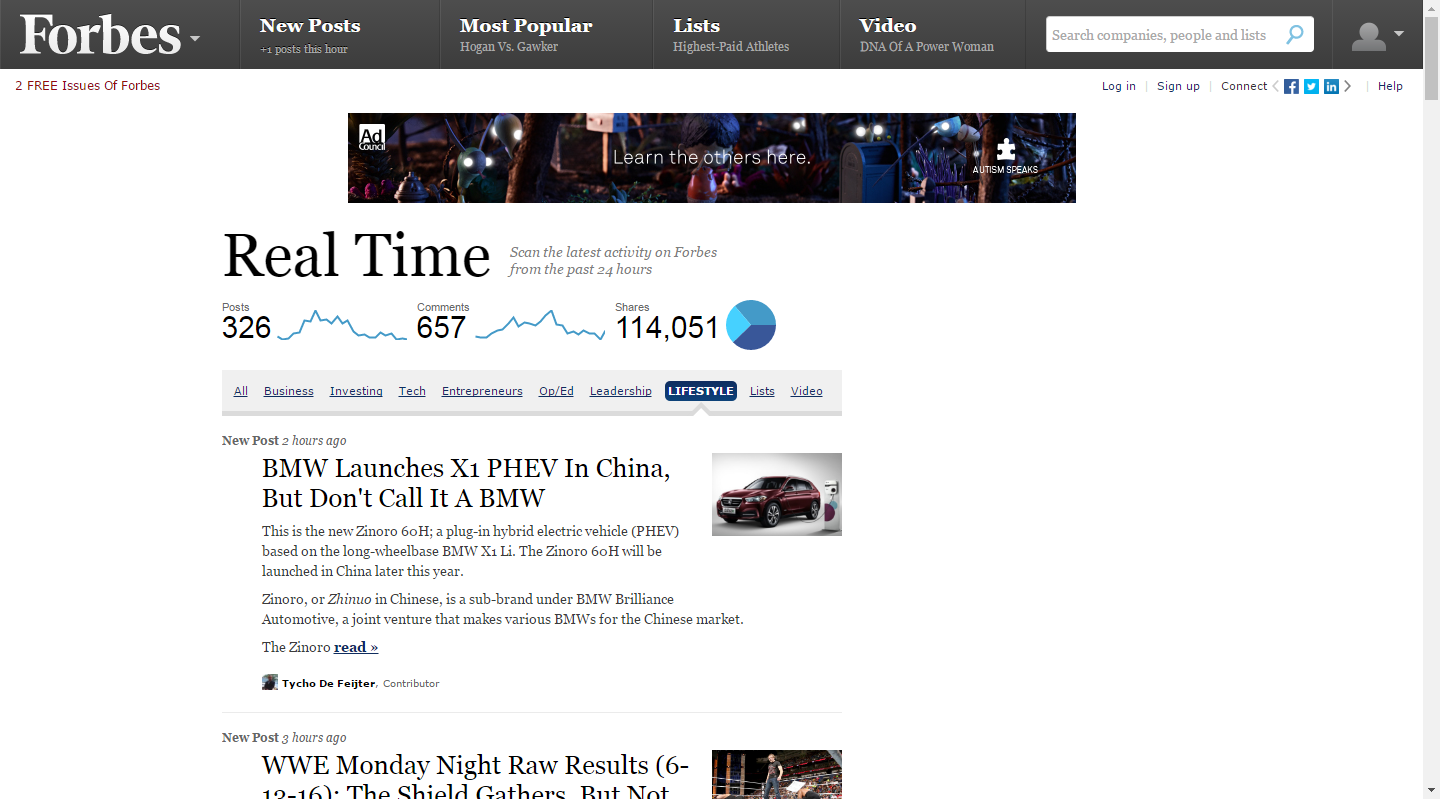 Forbes
New Posts
+1 posts this hour
Most Popular
Hogan Vs. Gawker
Lists
Highest-Paid Athletes
Video
DNA Of A Power Woman
Search companies, people and lists
2 FREE Issues Of Forbes
Log in
Sign up
Connect
Help
Ad
Council
Learn the others here.
AUTISM SPEAKS
Real Time
Scan the latest activity on Forbes
from the past 24 hours
Posts
326
Comments
657
Shares
114,051
All
Business
Investing
Tech
Entrepreneurs
Op/Ed
Leadership
LIFESTYLE
Lists
Video
New Post 2 hours ago
BMW Launches X1 PHEV In China,
But Don't Call It A BMW
This is the new Zinoro 60H; a plug-in hybrid electric vehicle (PHEV)
based on the long-wheelbase BMW X1 Li. The Zinoro 60H will be
launched in China later this year.
Zinoro, or Zhinuo in Chinese, is a sub-brand under BMW Brilliance
Automotive, a joint venture that makes various BMWs for the Chinese market.
The Zinoro read »
Tycho De Feijter, Contributor
New Post 3 hours ago
WWE Monday Night Raw Results (6-
13-16): The Shield Gathers, But Not